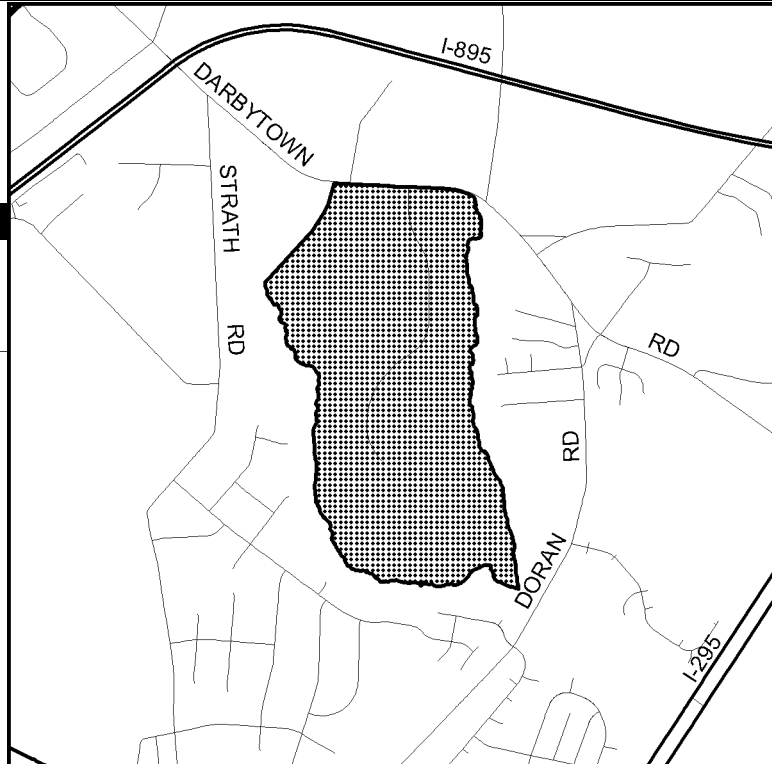 I-895
DARBYTOWN
STRATH
RD
RD
RD
DORAN
I-295